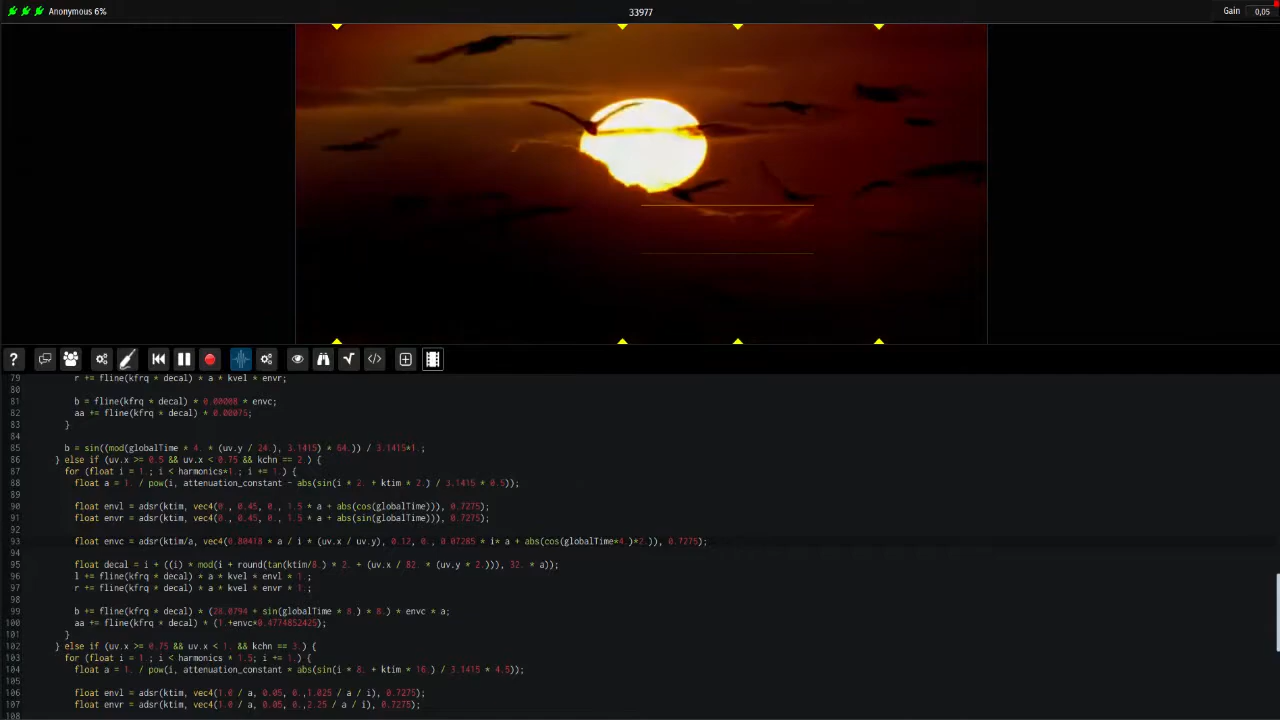 Anonymous 6%
33977
Gain 0,05
?
79 r += fline(kfrq * decal) * a * kvel * envr;
80
81 b = fline(kfrq * decal) * 0.00008 * envc;
82 aa += fline(kfrq * decal) * 0.00075;
83 }
84
85 b = sin((mod(globalTime * 4. * (uv.y / 24.), 3.1415) * 64.)) / 3.1415*1.;
86 } else if (uv.x >= 0.5 && uv.x < 0.75 && kchn == 2.) {
87 for (float i = 1.; i < harmonics*1.; i += 1.) {
88 float a = 1. / pow(i, attenuation_constant - abs(sin(i * 2. + ktim * 2.) / 3.1415 * 0.5));
89
90 float envl = adsr(ktim, vec4(0., 0.45, 0., 1.5 * a + abs(cos(globalTime))), 0.7275);
91 float envr = adsr(ktim, vec4(0., 0.45, 0., 1.5 * a + abs(sin(globalTime))), 0.7275);
92
93 float envc = adsr(ktim/a, vec4(0.80418 * a / i * (uv.x / uv.y), 0.12, 0., 0.07285 * i* a + abs(cos(globalTime*4.)*2.)), 0.7275);
94
95 float decal = i + ((i) * mod(i + round(tan(ktim/8.) * 2. + (uv.x / 82. * (uv.y * 2.))), 32. * a));
96 l += fline(kfrq * decal) * a * kvel * envl * 1.;
97 r += fline(kfrq * decal) * a * kvel * envr * 1.;
98
99 b += fline(kfrq * decal) * (28.0794 + sin(globalTime * 8.) * 8.) * envc * a;
100 aa += fline(kfrq * decal) * (1.+envc*0.4774852425);
101 }
102 } else if (uv.x >= 0.75 && uv.x < 1. && kchn == 3.) {
103 for (float i = 1.; i < harmonics * 1.5; i += 1.) {
104 float a = 1. / pow(i, attenuation_constant * abs(sin(i * 8. + ktim * 16.) / 3.1415 * 4.5));
105
106 float envl = adsr(ktim, vec4(1.0 / a, 0.05, 0.,1.025 / a / i), 0.7275);
107 float envr = adsr(ktim, vec4(1.0 / a, 0.05, 0.,2.25 / a / i), 0.7275);
108